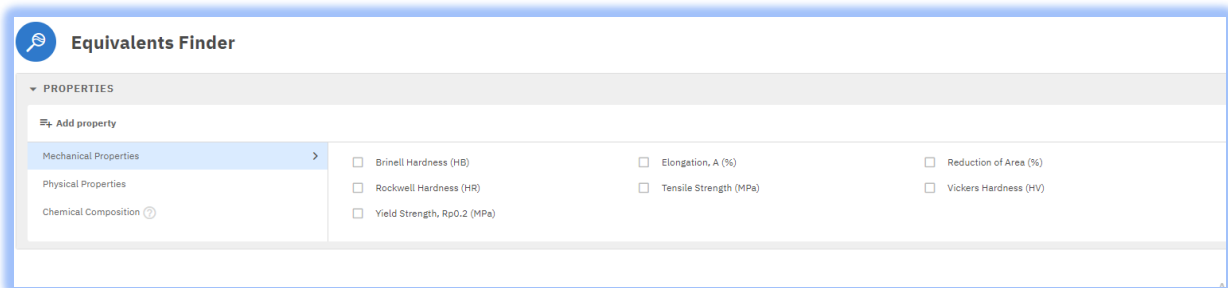 Equivalents Finder
PROPERTIES
Add property
Mechanical Properties
Physical Properties
Chemical Composition ?
Brinell Hardness (HB)
Elongation, A (%)
Reduction of Area (%)
Rockwell Hardness (HR)
Tensile Strength (MPa)
Vickers Hardness (HV)
Yield Strength, Rp0.2 (MPa)